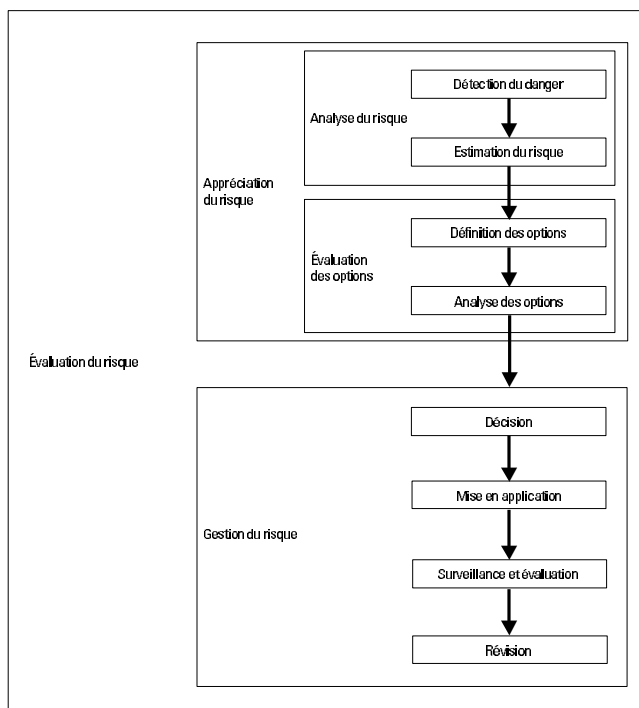 Détection du danger
Analyse du risque
Estimation du risque
Appréciation
du risque
Définition des options
Évaluation
des options
Analyse des options
Évaluation du risque
Décision
Mise en application
Gestion du risque
Surveillance et évaluation
Révision